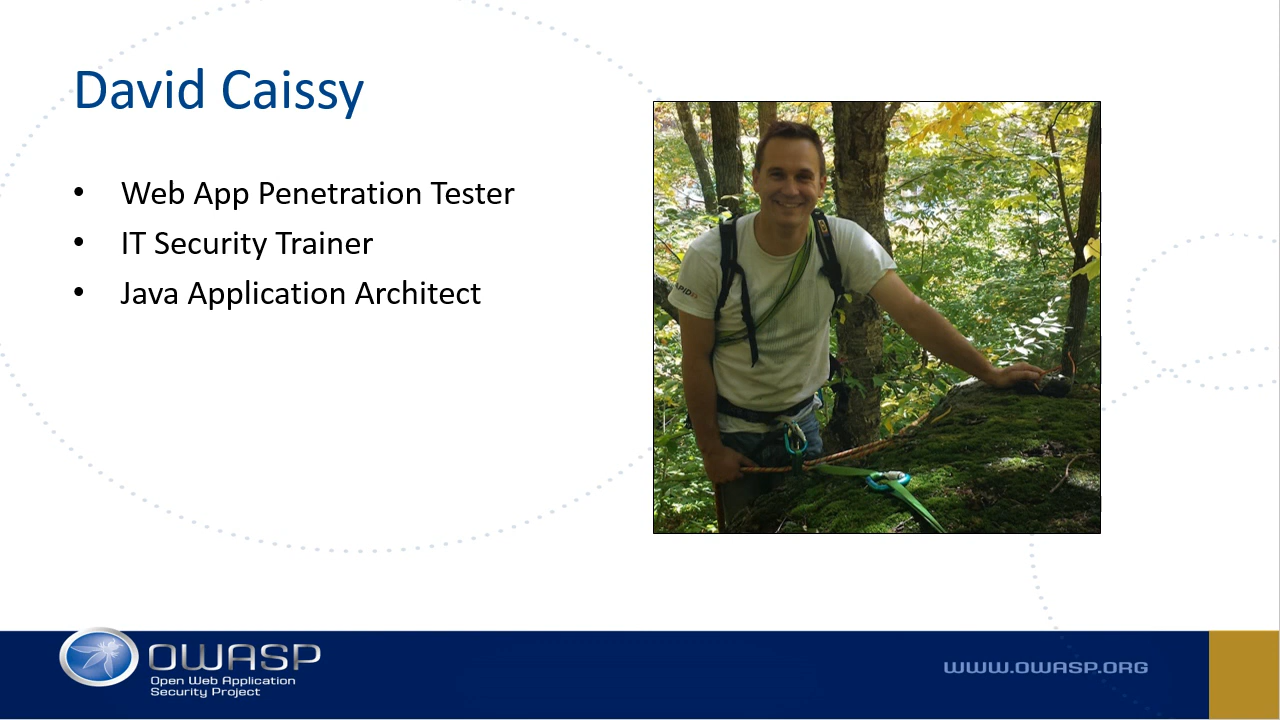 David Caissy
• Web App Penetration Tester
• IT Security Trainer
• Java Application Architect
OWASP
Open Web Application
Security Project
WWW.OWASP.ORG